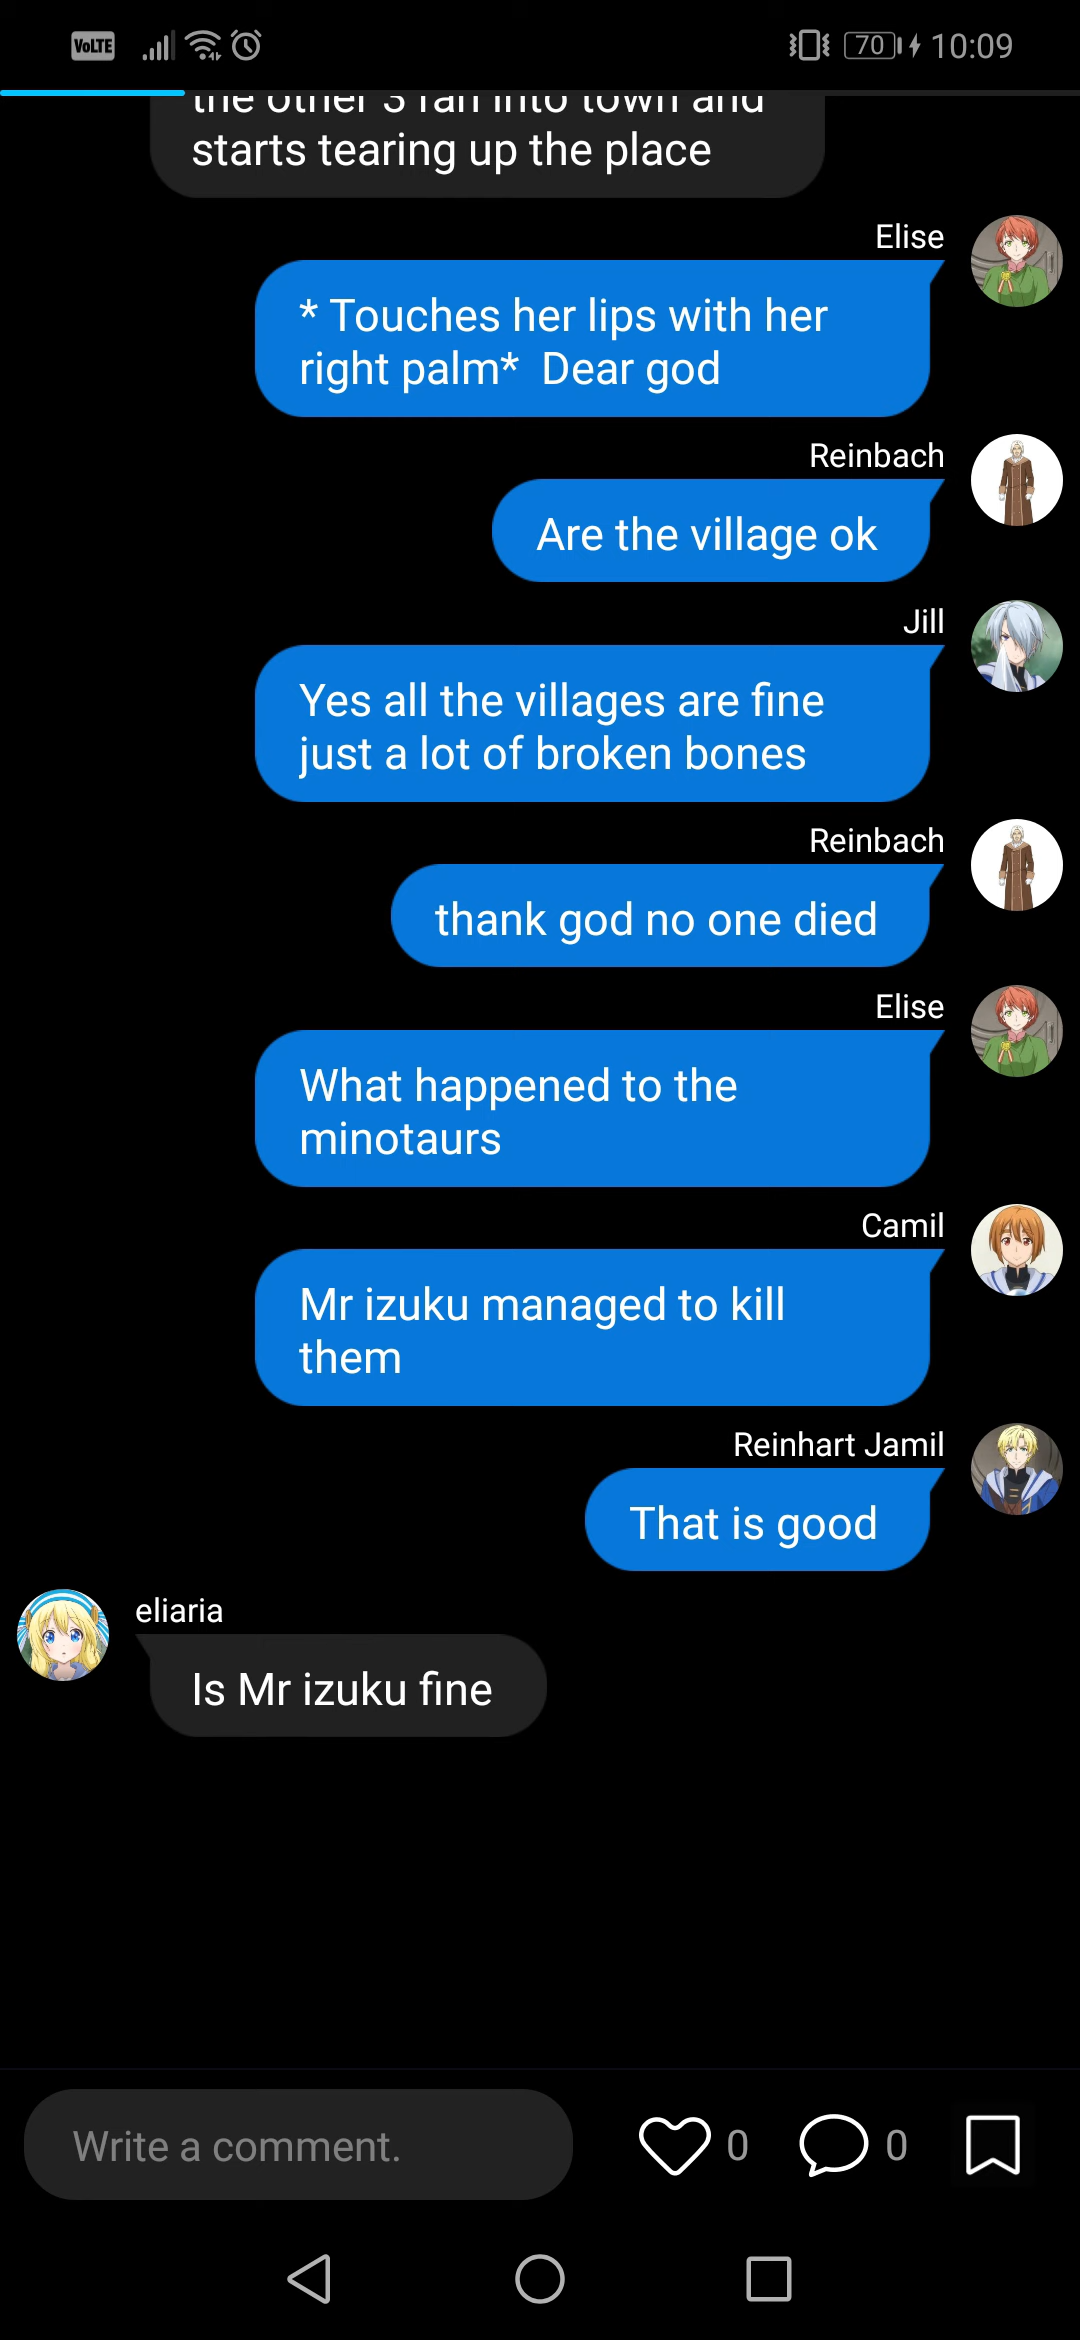 VoLTE 70 10:09
the other 3 ran into town and
starts tearing up the place
Elise
* Touches her lips with her
right palm*  Dear god
Reinbach
Are the village ok
Jill
Yes all the villages are fine
just a lot of broken bones
Reinbach
thank god no one died
Elise
What happened to the
minotaurs
Camil
Mr izuku managed to kill
them
Reinhart Jamil
That is good
eliaria
Is Mr izuku fine
Write a comment. 0 0